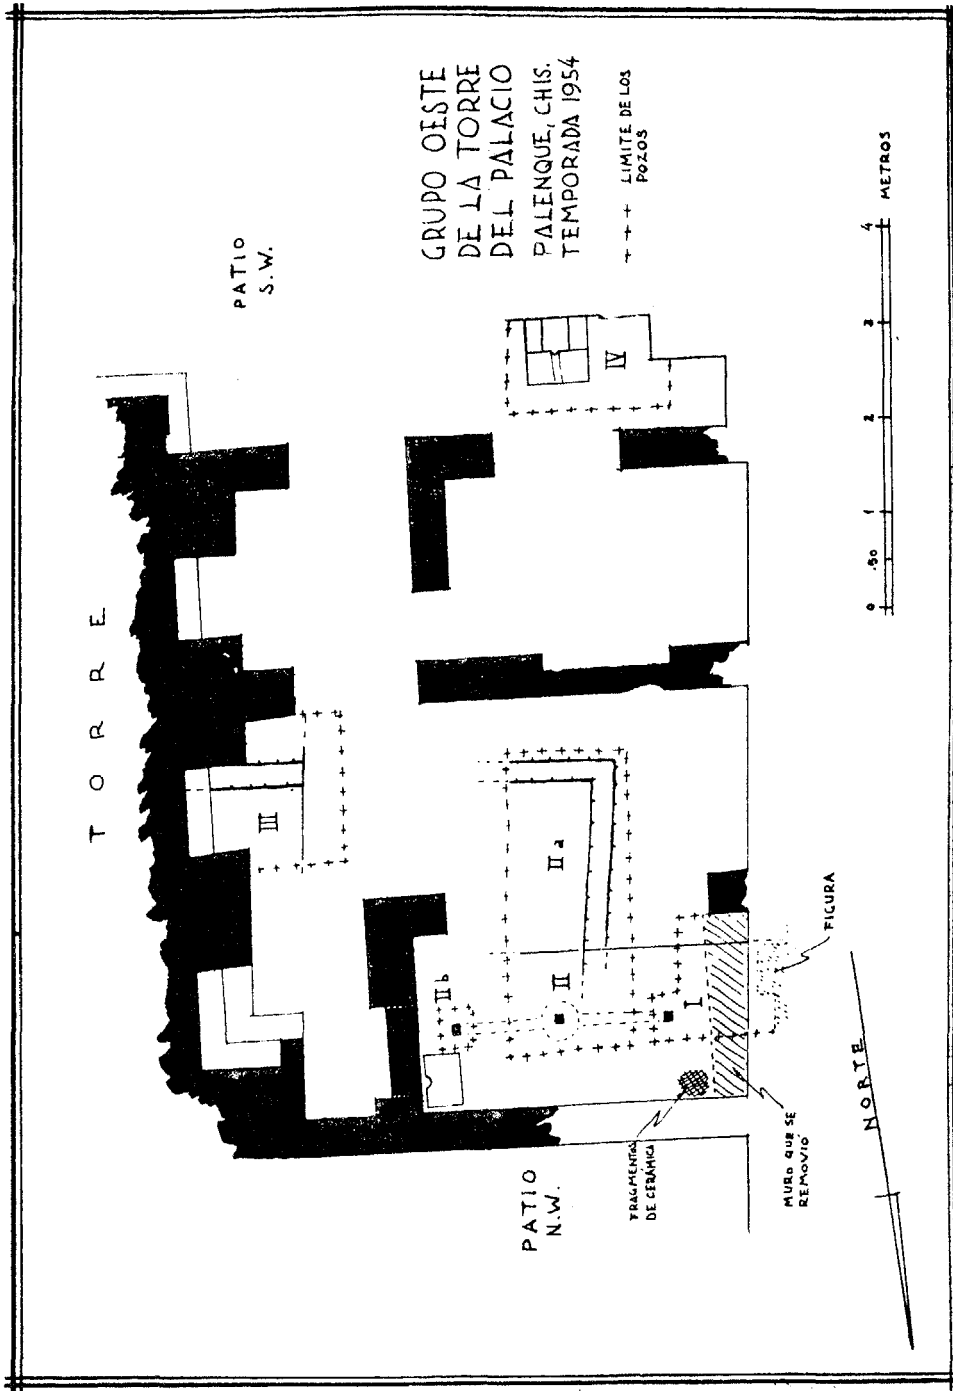 GRUPO OESTE
DE LA TORRE
DEL PALACIO
PALENQUE, CHIS.
TEMPORADA 1954
+ + + LIMITE DE LOS
POZOS
PATIO
S.W.
TORRE
III
II a
II b
II
I
IV
FIGURA
FRAGMENTOS
DE CERÁMICA
MURO QUE SE
REMOVIÓ
PATIO
N.W.
NORTE
0 .50 1 2 3 4 METROS